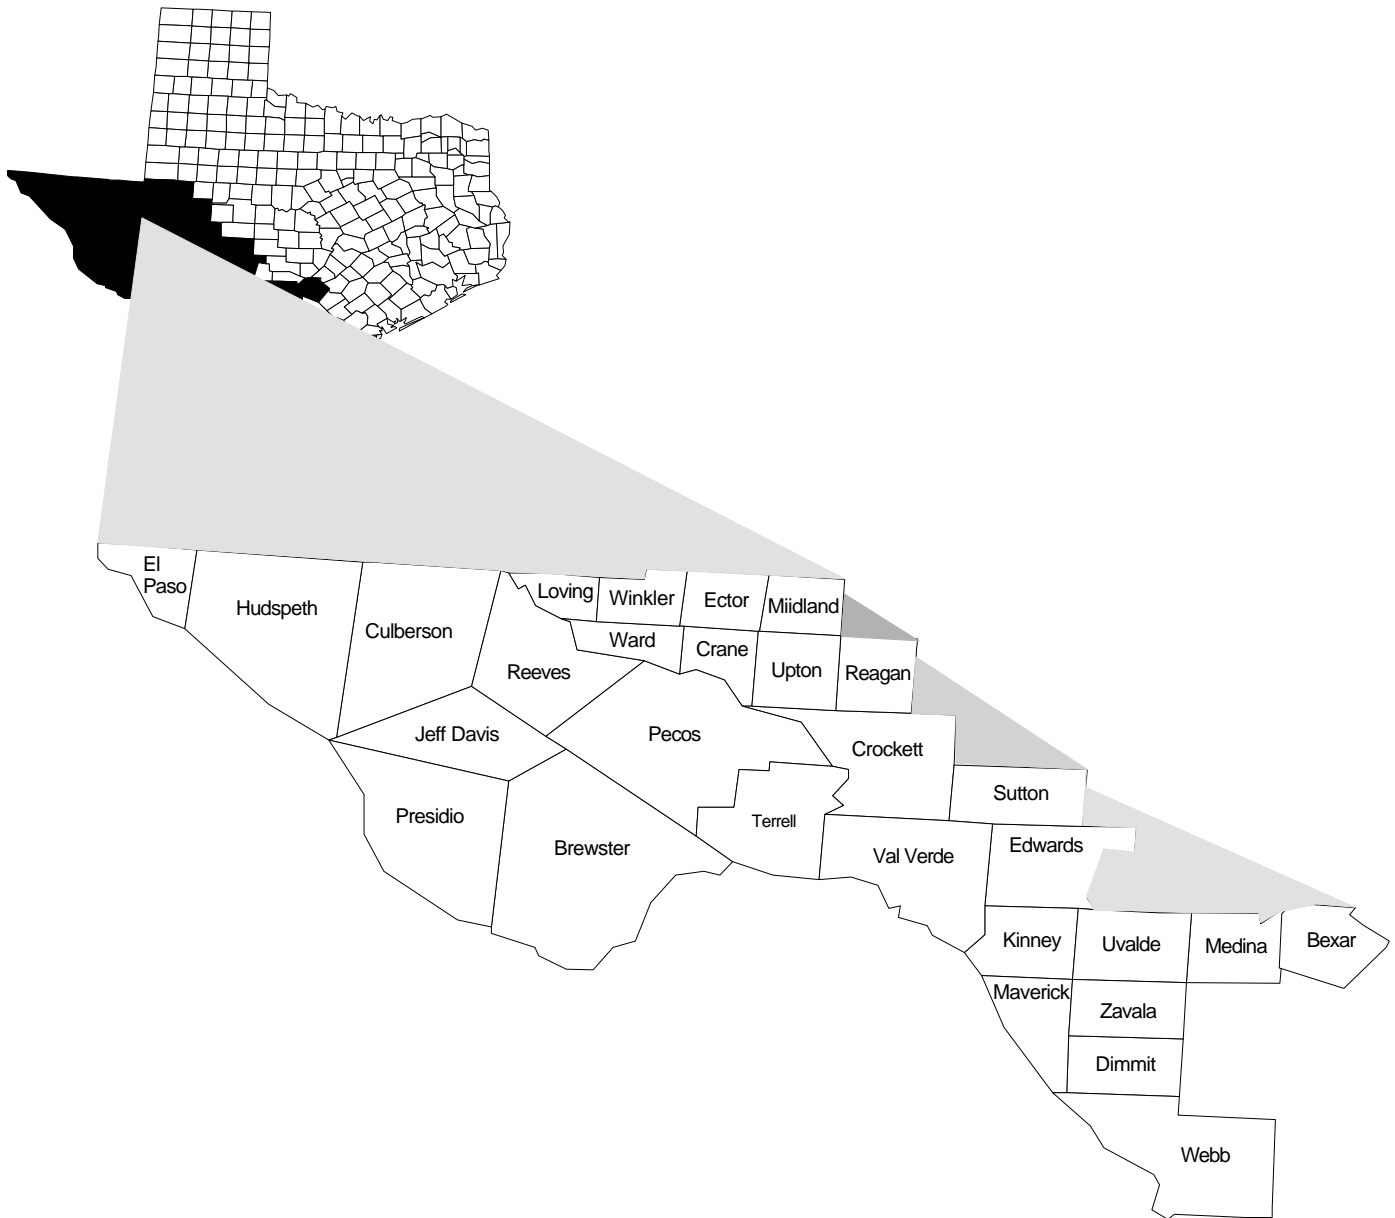 El
Paso
Hudspeth
Culberson
Loving
Winkler
Ector
Miidland
Ward
Crane
Reeves
Upton
Reagan
Jeff Davis
Pecos
Crockett
Presidio
Brewster
Terrell
Sutton
Val Verde
Edwards
Kinney
Uvalde
Medina
Bexar
Maverick
Zavala
Dimmit
Webb